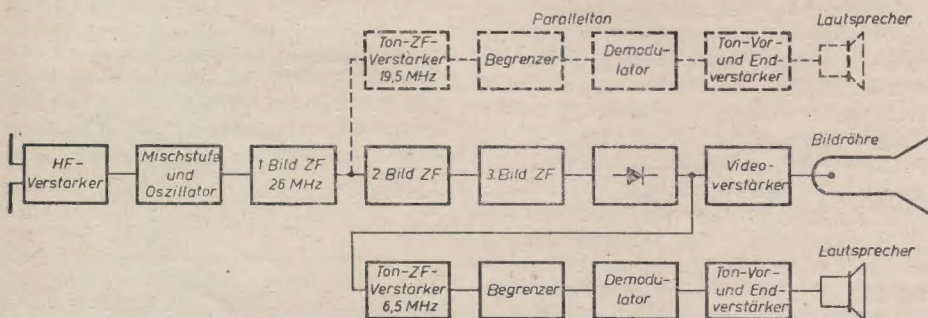 Parallelton
Lautsprecher
Ton-ZF-
Verstärker
19,5 MHz
Begrenzer
Demodu-
lator
Ton-Vor-
und End-
verstärker
HF-
Verstärker
Mischstufe
und
Oszillator
1 Bild ZF
26 MHz
2. Bild ZF
3. Bild ZF
Video-
verstärker
Bildröhre
Ton-ZF-
Verstärker
6,5 MHz
Begrenzer
Demodu-
lator
Ton-Vor-
und End-
verstärker
Lautsprecher